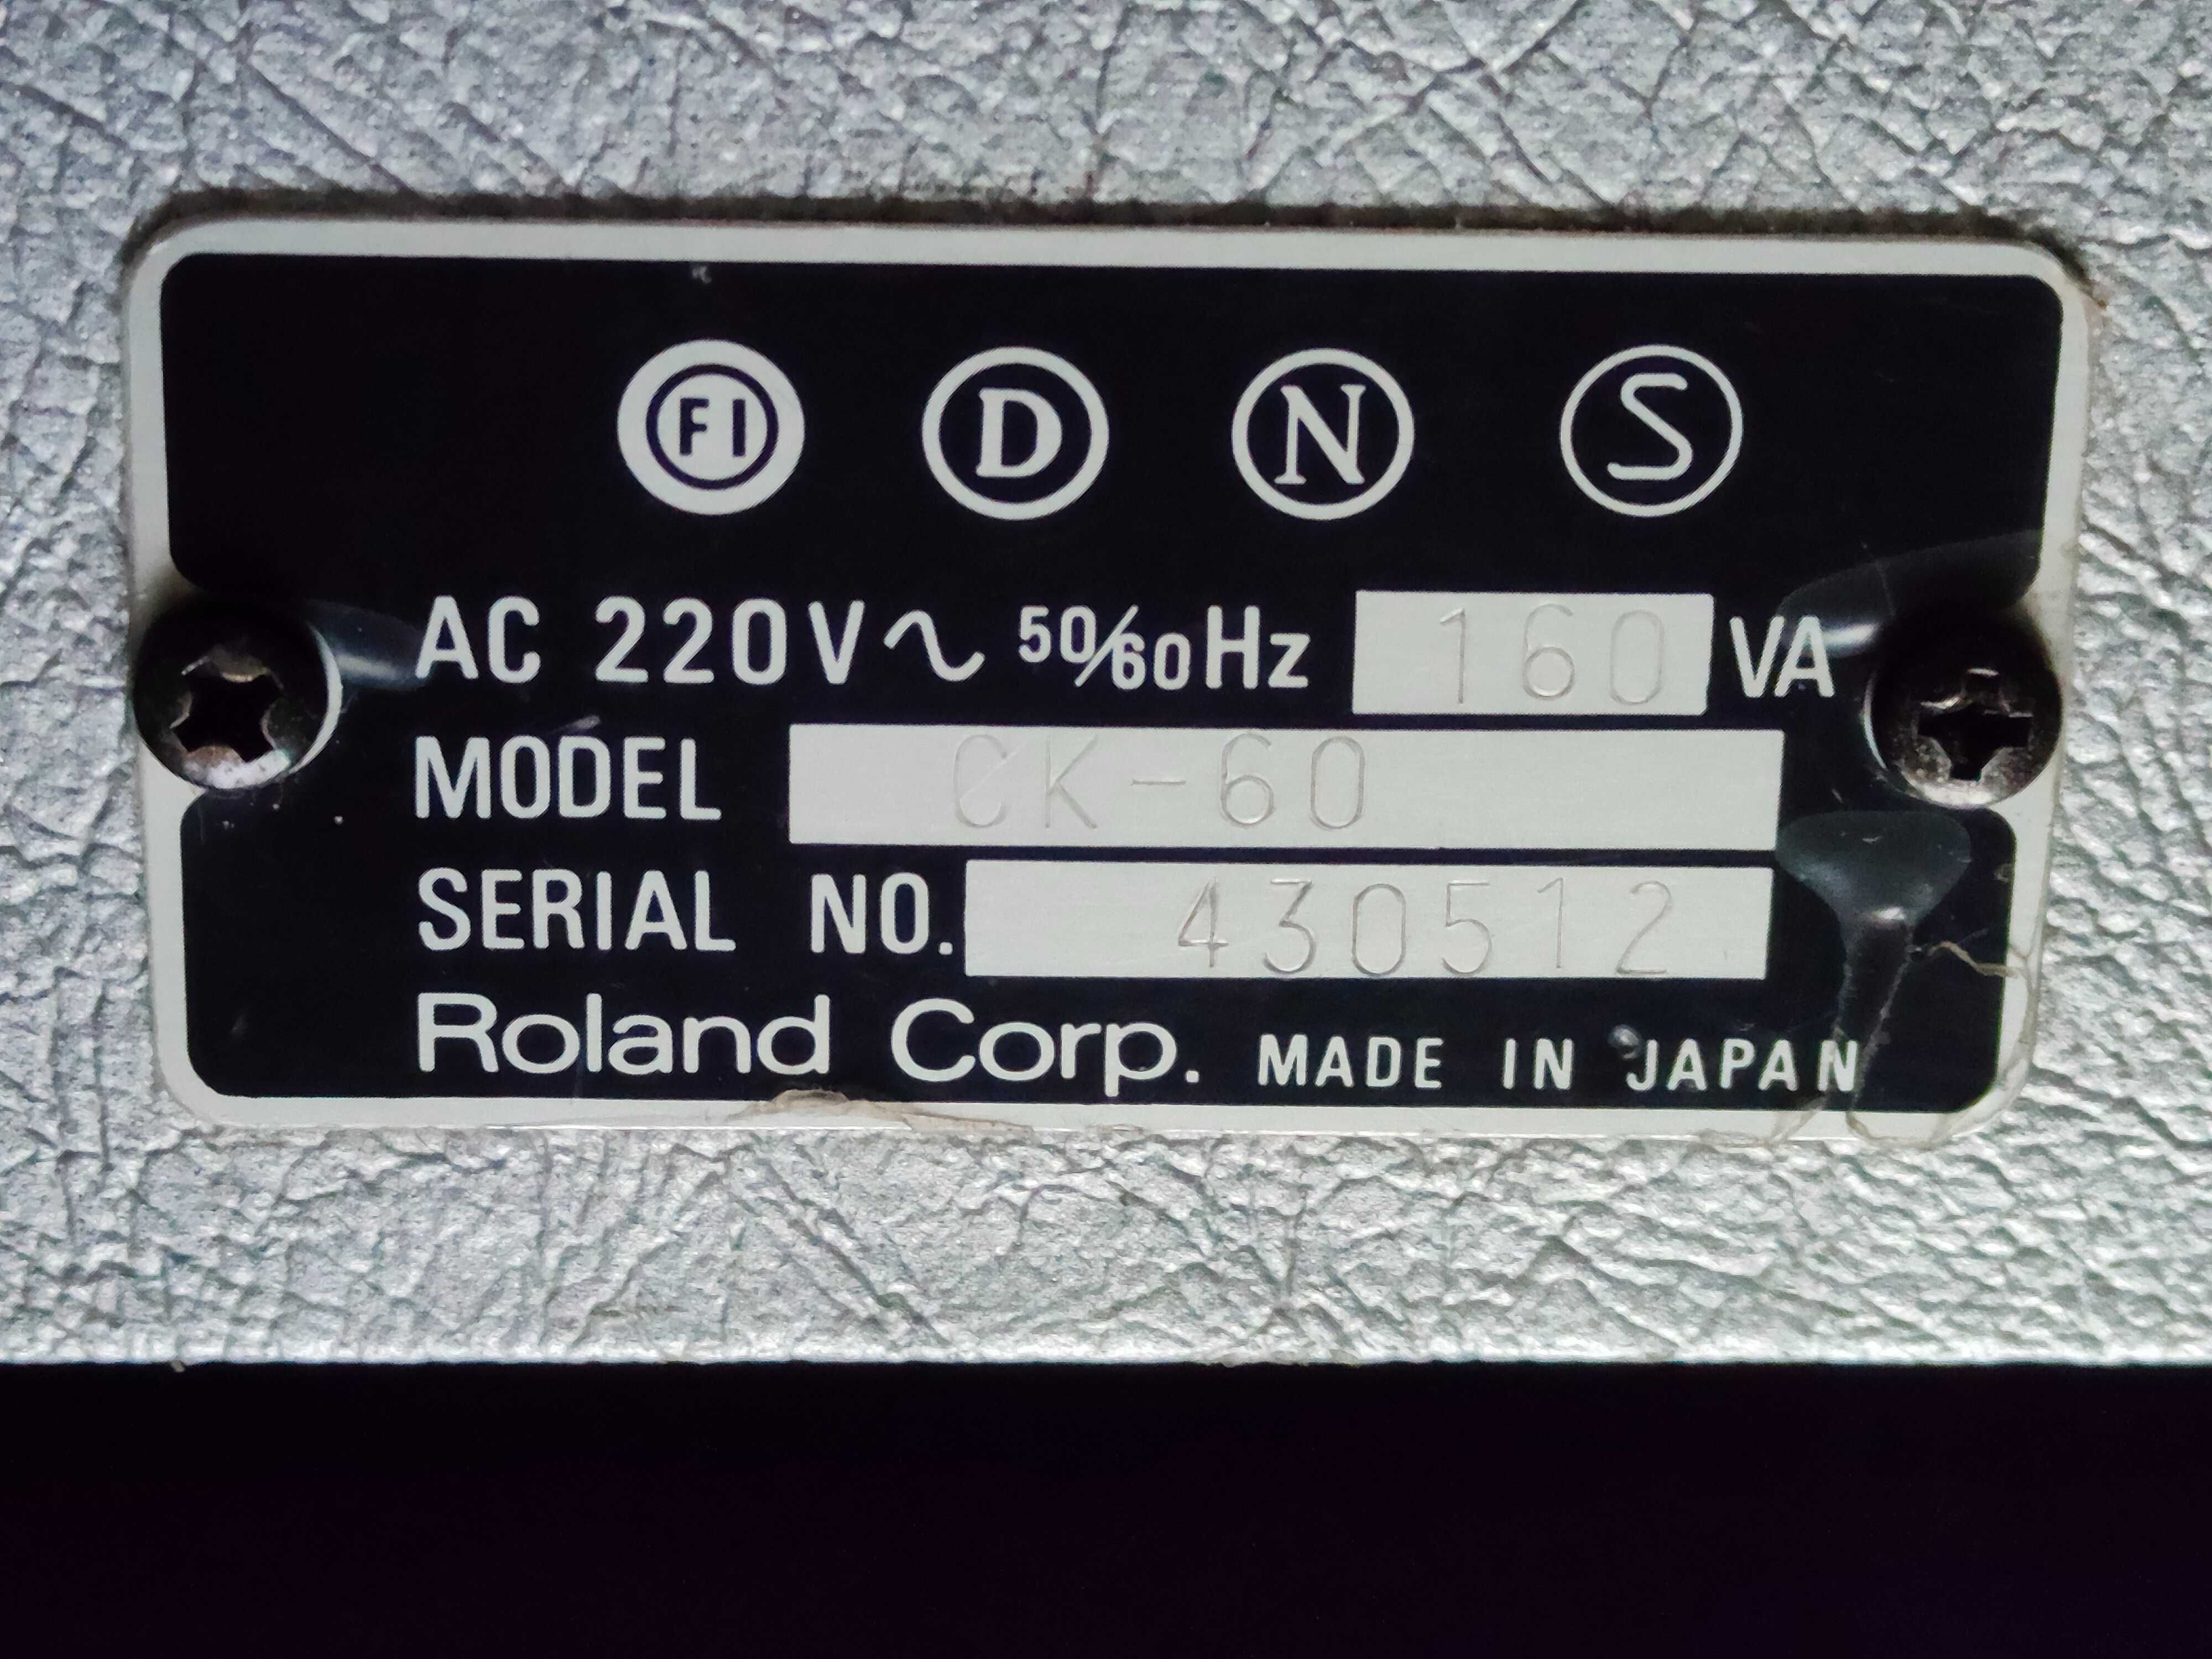 FI D N S
AC 220V~ 50/60Hz 160 VA
MODEL CK-60
SERIAL NO. 430512
Roland Corp. MADE IN JAPAN